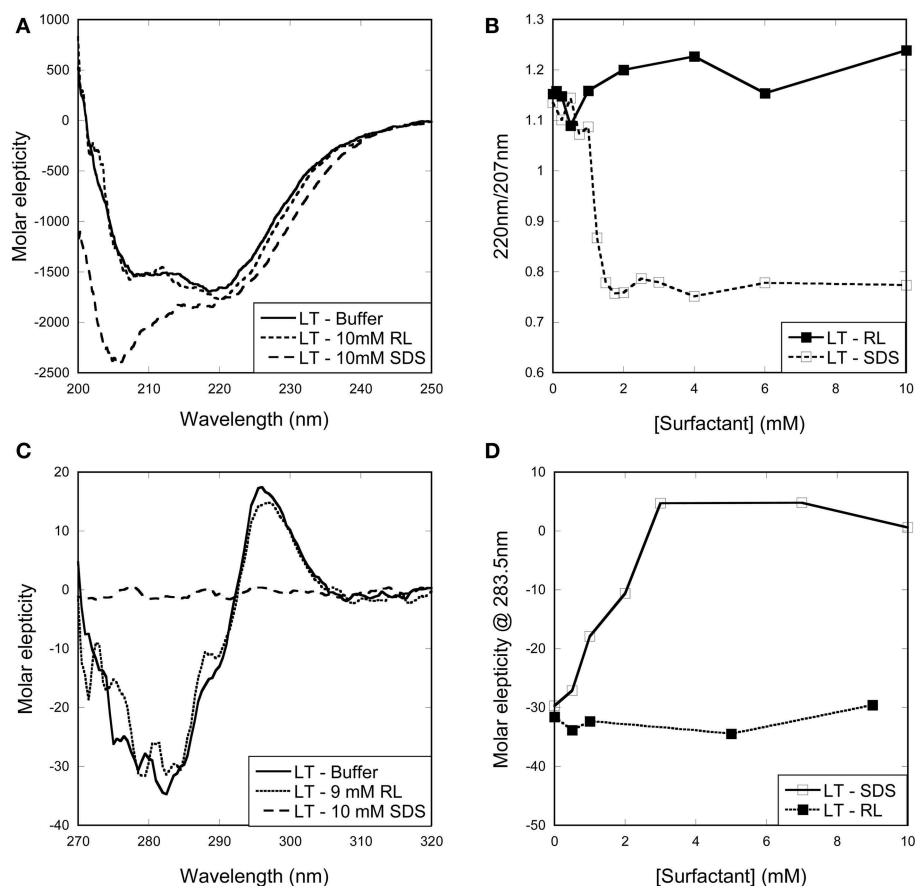 A
1000
500
0
-500
-1000
-1500
-2000
-2500
Molar elepticity
LT - Buffer
LT - 10mM RL
LT - 10mM SDS
200 210 220 230 240 250
Wavelength (nm)
B
1.3
1.2
1.1
1
0.9
0.8
0.7
0.6
220nm/207nm
LT - RL
LT - SDS
0 2 4 6 8 10
[Surfactant] (mM)
C
20
10
0
-10
-20
-30
-40
Molar elepticity
LT - Buffer
LT - 9 mM RL
LT - 10 mM SDS
270 280 290 300 310 320
Wavelength (nm)
D
10
0
-10
-20
-30
-40
-50
Molar elepticity @ 283.5nm
LT - SDS
LT - RL
0 2 4 6 8 10
[Surfactant] (mM)